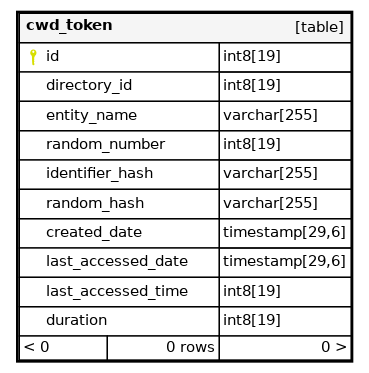 cwd_token [table]
id int8[19]
directory_id int8[19]
entity_name varchar[255]
random_number int8[19]
identifier_hash varchar[255]
random_hash varchar[255]
created_date timestamp[29,6]
last_accessed_date timestamp[29,6]
last_accessed_time int8[19]
duration int8[19]
< 0 0 rows 0 >